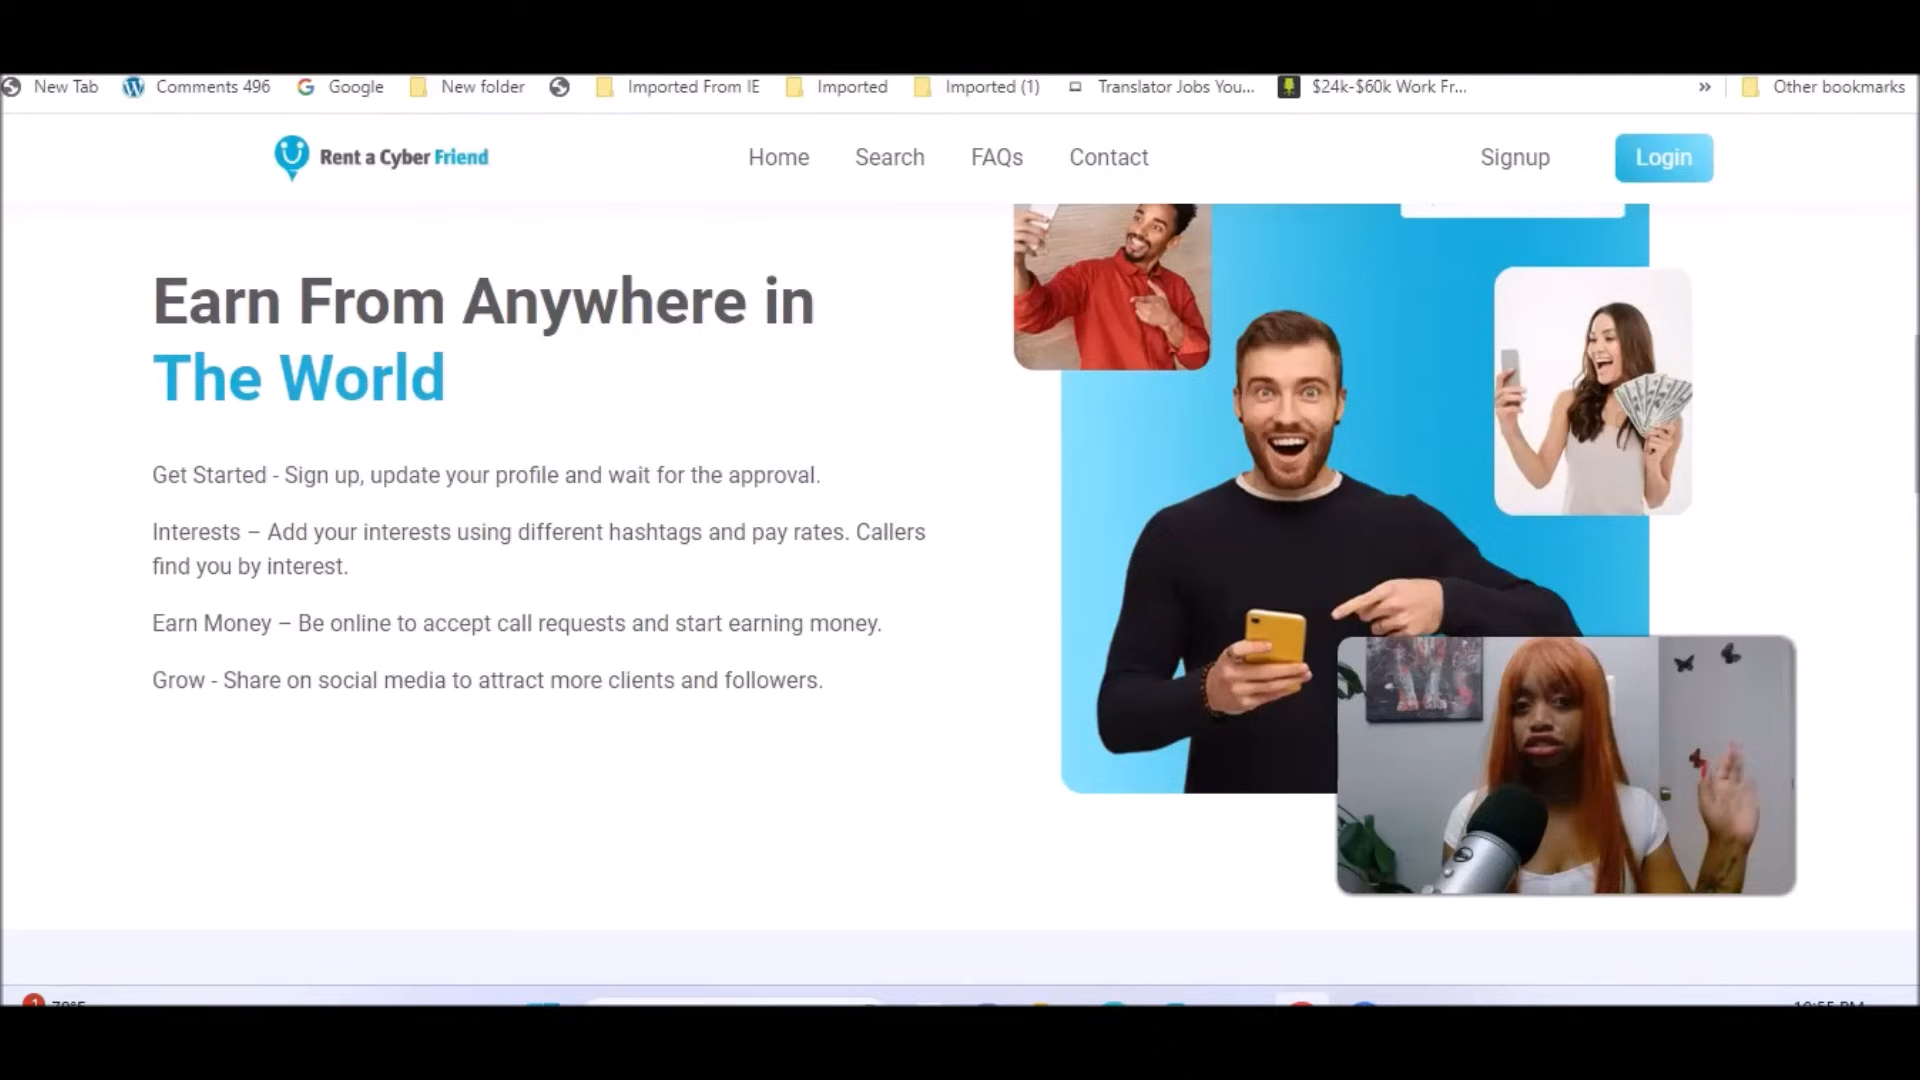 New Tab Comments 496 Google New folder Imported From IE Imported Imported (1) Translator Jobs You... $24k-$60k Work Fr... » Other bookmarks
Rent a Cyber Friend Home Search FAQs Contact Signup Login
Earn From Anywhere in
The World
Get Started - Sign up, update your profile and wait for the approval.
Interests – Add your interests using different hashtags and pay rates. Callers
find you by interest.
Earn Money – Be online to accept call requests and start earning money.
Grow - Share on social media to attract more clients and followers.